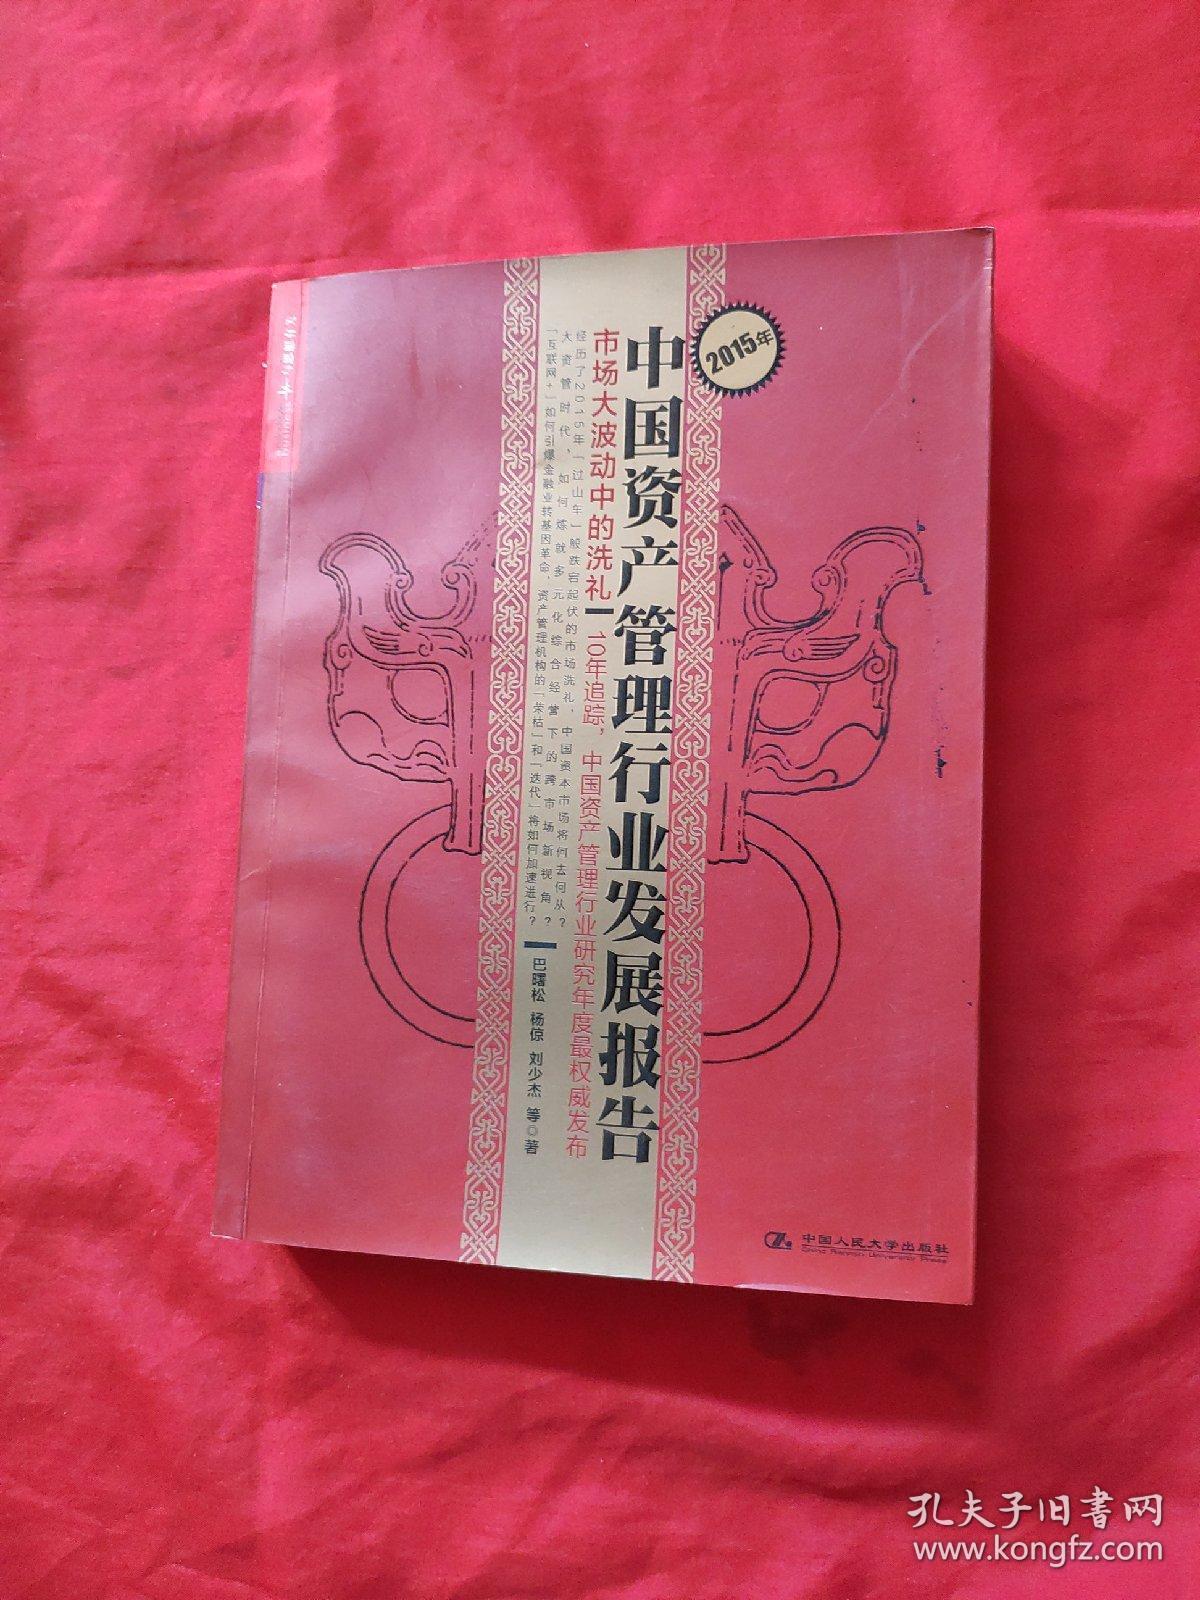 2015年
中国资产管理行业发展报告
市场大波动中的洗礼
10年追踪，中国资产管理行业研究年度最权威发布
经历了2015年「过山车」般跌宕起伏的市场洗礼，中国资本市场将何去何从？
大资管时代，如何炼就多元化综合经营下的跨市场新视角？
「互联网+」如何引爆金融业转基因革命，资产管理机构的「荣枯」和「迭代」将如何加速进行？
巴曙松 杨倞 刘少杰 等◎著
中国人民大学出版社
China Renmin University Press
孔夫子旧书网
www.kongfz.com